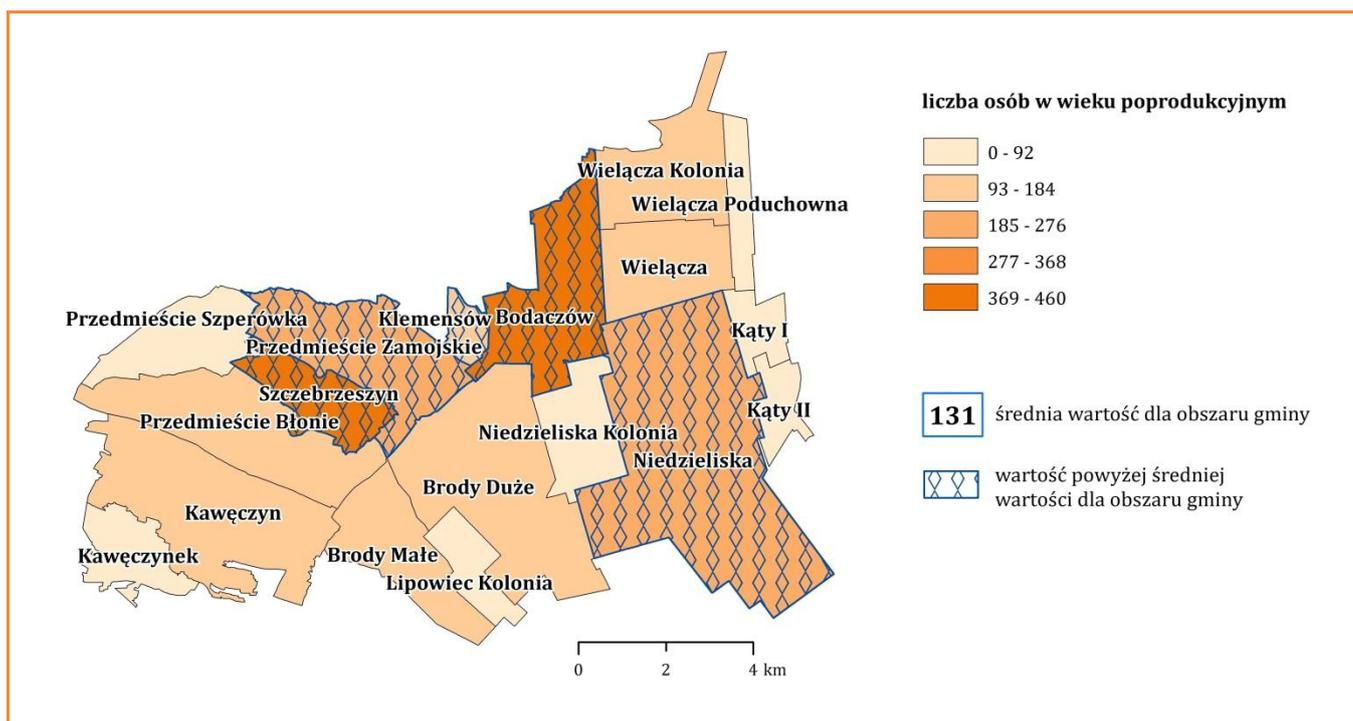 liczba osób w wieku poprodukcyjnym
0 - 92
93 - 184
185 - 276
277 - 368
369 - 460
131 średnia wartość dla obszaru gminy
wartość powyżej średniej
wartości dla obszaru gminy
Wielącza Kolonia
Wielącza Poduchowna
Wielącza
Przedmieście Szperówka
Klemensów
Bodaczów
Kąty I
Przedmieście Zamojskie
Szczebrzeszyn
Kąty II
Przedmieście Błonie
Niedzieliska Kolonia
Niedzieliska
Brody Duże
Kawęczyn
Kawęczynek
Brody Małe
Lipowiec Kolonia
0 2 4 km